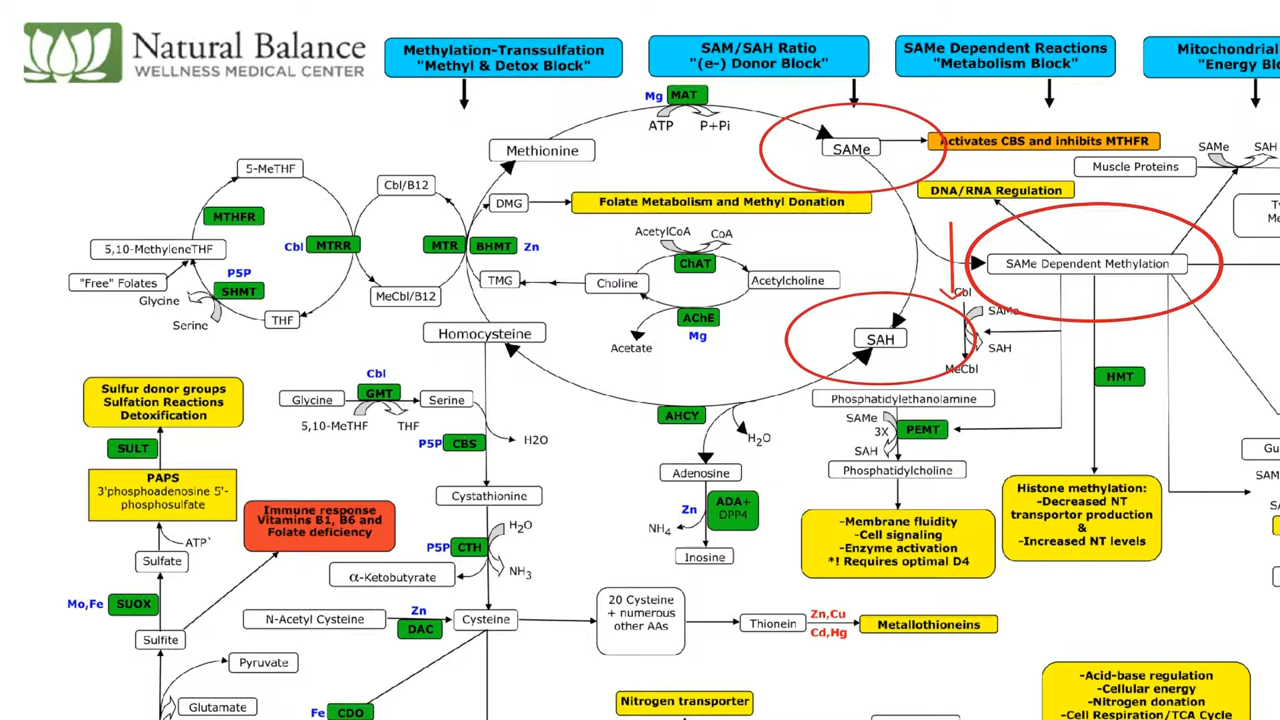 Natural Balance
WELLNESS MEDICAL CENTER
Methylation-Transsulfation
"Methyl & Detox Block"
SAM/SAH Ratio
"(e-) Donor Block"
SAMe Dependent Reactions
"Metabolism Block"
Mitochondrial
"Energy
Mg
MAT
ATP
P+Pi
Methionine
SAMe
Activates CBS and inhibits MTHFR
SAMe
SAH
Muscle Proteins
5-MeTHF
Cbl/B12
DMG
Folate Metabolism and Methyl Donation
DNA/RNA Regulation
MTHFR
AcetylCoA
CoA
5,10-MethyleneTHF
Cbl
MTRR
MTR
BHMT
Zn
ChAT
SAMe Dependent Methylation
"Free" Folates
P5P
SHMT
TMG
Choline
Acetylcholine
Glycine
MeCbl/B12
Cbl
Serine
THF
AChE
SAMe
Homocysteine
Mg
SAH
Acetate
SAH
MeCbl
Cbl
HMT
Sulfur donor groups
Sulfation Reactions
Detoxification
GMT
Glycine
Serine
Phosphatidylethanolamine
5,10-MeTHF
THF
AHCY
SAMe
3X
PEMT
SULT
P5P
CBS
H2O
H2O
SAH
Adenosine
Phosphatidylcholine
PAPS
3'phosphoadenosine 5'-
phosphosulfate
Cystathionine
Zn
ADA+
DPP4
Histone methylation:
-Decreased NT
transportor production
&
-Increased NT levels
Immune response
Vitamins B1, B6 and
Folate deficiency
H2O
NH4
-Membrane fluidity
-Cell signaling
-Enzyme activation
*! Requires optimal D4
ATP`
P5P
CTH
Inosine
Sulfate
NH3
α-Ketobutyrate
Mo,Fe
SUOX
Zn
N-Acetyl Cysteine
DAC
Cysteine
20 Cysteine
+ numerous
other AAs
Thionein
Zn,Cu
Cd,Hg
Metallothioneins
Sulfite
Pyruvate
Glutamate
Fe
CDO
Nitrogen transporter
-Acid-base regulation
-Cellular energy
-Nitrogen donation
-Cell Respiration/TCA Cycle